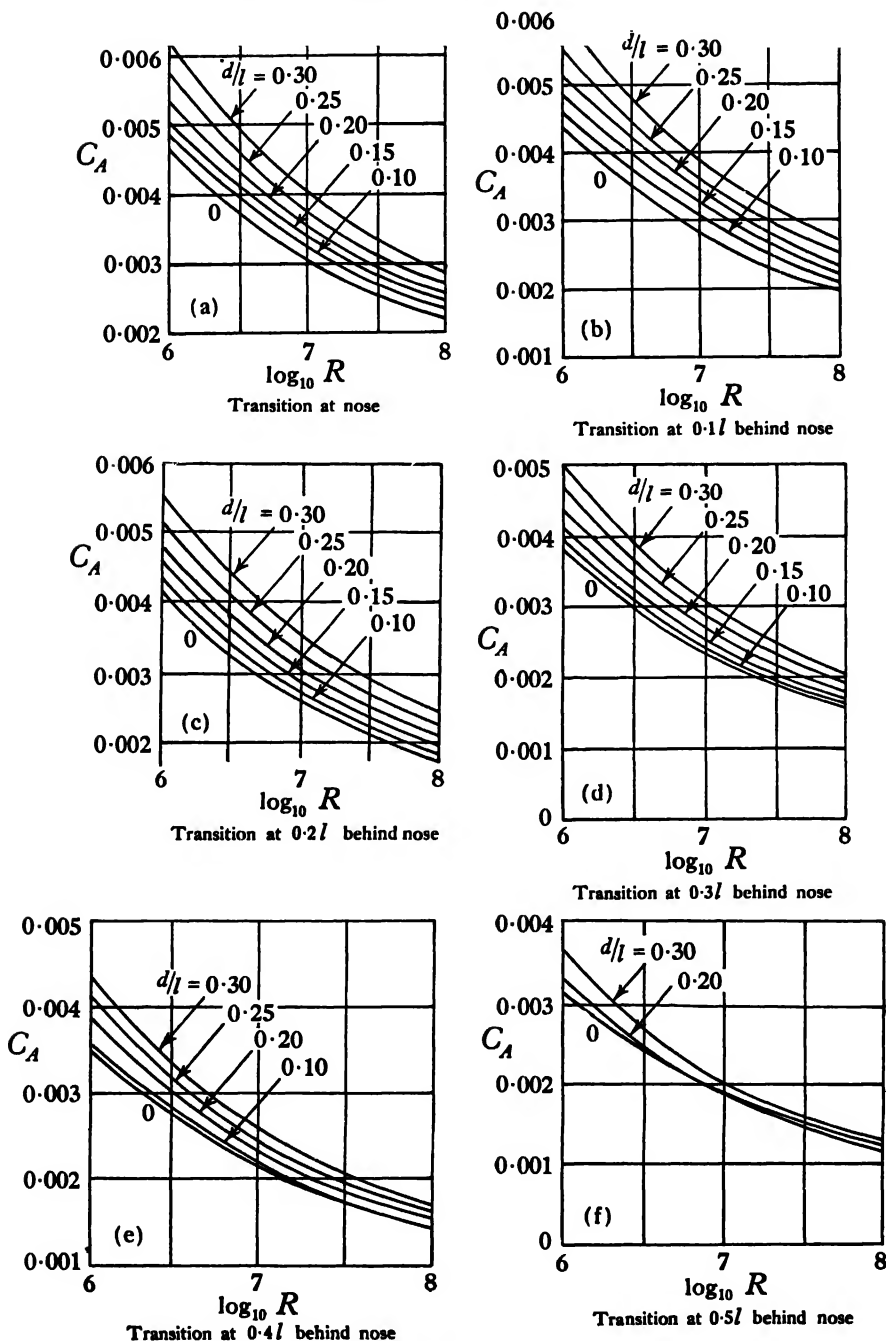 0·006
0·005
C_A
0·004
0·003
0·002
d/l = 0·30
0·25
0·20
0·15
0·10
0
(a)
6
7
8
log₁₀ R
Transition at nose
0·006
0·005
0·004
C_A
0·003
0·002
0·001
d/l = 0·30
0·25
0·20
0·15
0·10
0
(b)
6
7
8
log₁₀ R
Transition at 0·1l behind nose
0·006
0·005
C_A
0·004
0·003
0·002
d/l = 0·30
0·25
0·20
0·15
0·10
0
(c)
6
7
8
log₁₀ R
Transition at 0·2l behind nose
0·005
0·004
0·003
C_A
0·002
0·001
0
d/l = 0·30
0·25
0·20
0·15
0·10
0
(d)
6
7
8
log₁₀ R
Transition at 0·3l behind nose
0·005
0·004
C_A
0·003
0·002
0·001
d/l = 0·30
0·25
0·20
0·10
0
(e)
6
7
8
log₁₀ R
Transition at 0·4l behind nose
0·004
0·003
C_A
0·002
0·001
0
d/l = 0·30
0·20
0
(f)
6
7
8
log₁₀ R
Transition at 0·5l behind nose